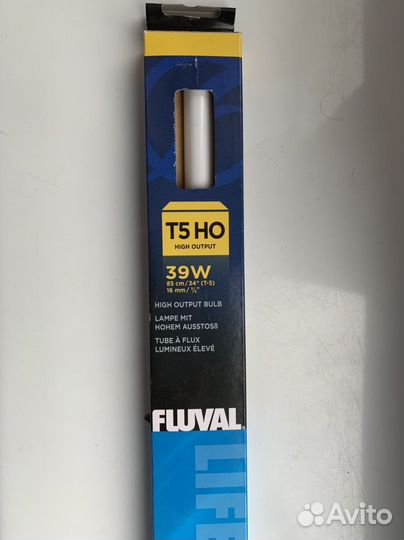 T5 HO
HIGH OUTPUT
39W
85 cm / 34" (T-5)
16 mm / ⅝"
HIGH OUTPUT BULB
LAMPE MIT
HOHEM AUSSTOSß
TUBE À FLUX
LUMINEUX ÉLEVÉ
FLUVAL
LIFE
Avito